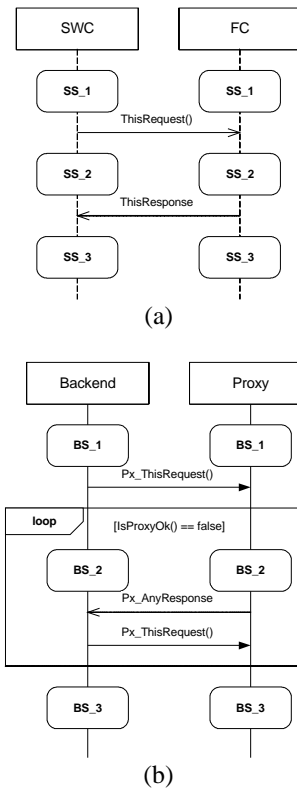 SWC FC
SS_1 SS_1
ThisRequest()
SS_2 SS_2
ThisResponse
SS_3 SS_3
(a)
Backend Proxy
BS_1 BS_1
Px_ThisRequest()
loop [IsProxyOk() == false]
BS_2 BS_2
Px_AnyResponse
Px_ThisRequest()
BS_3 BS_3
(b)